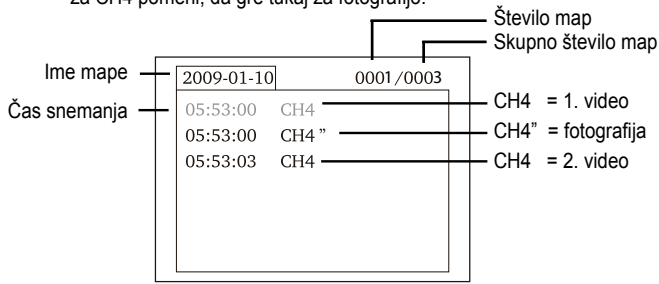 za CH4 pomeni, da gre takaj za fotografijo.
Število map
Skupno število map
Ime mape
2009-01-10
0001/0003
Čas snemanja
05:53:00 CH4
CH4 = 1. video
05:53:00 CH4 ”
CH4” = fotografija
05:53:03 CH4
CH4 = 2. video